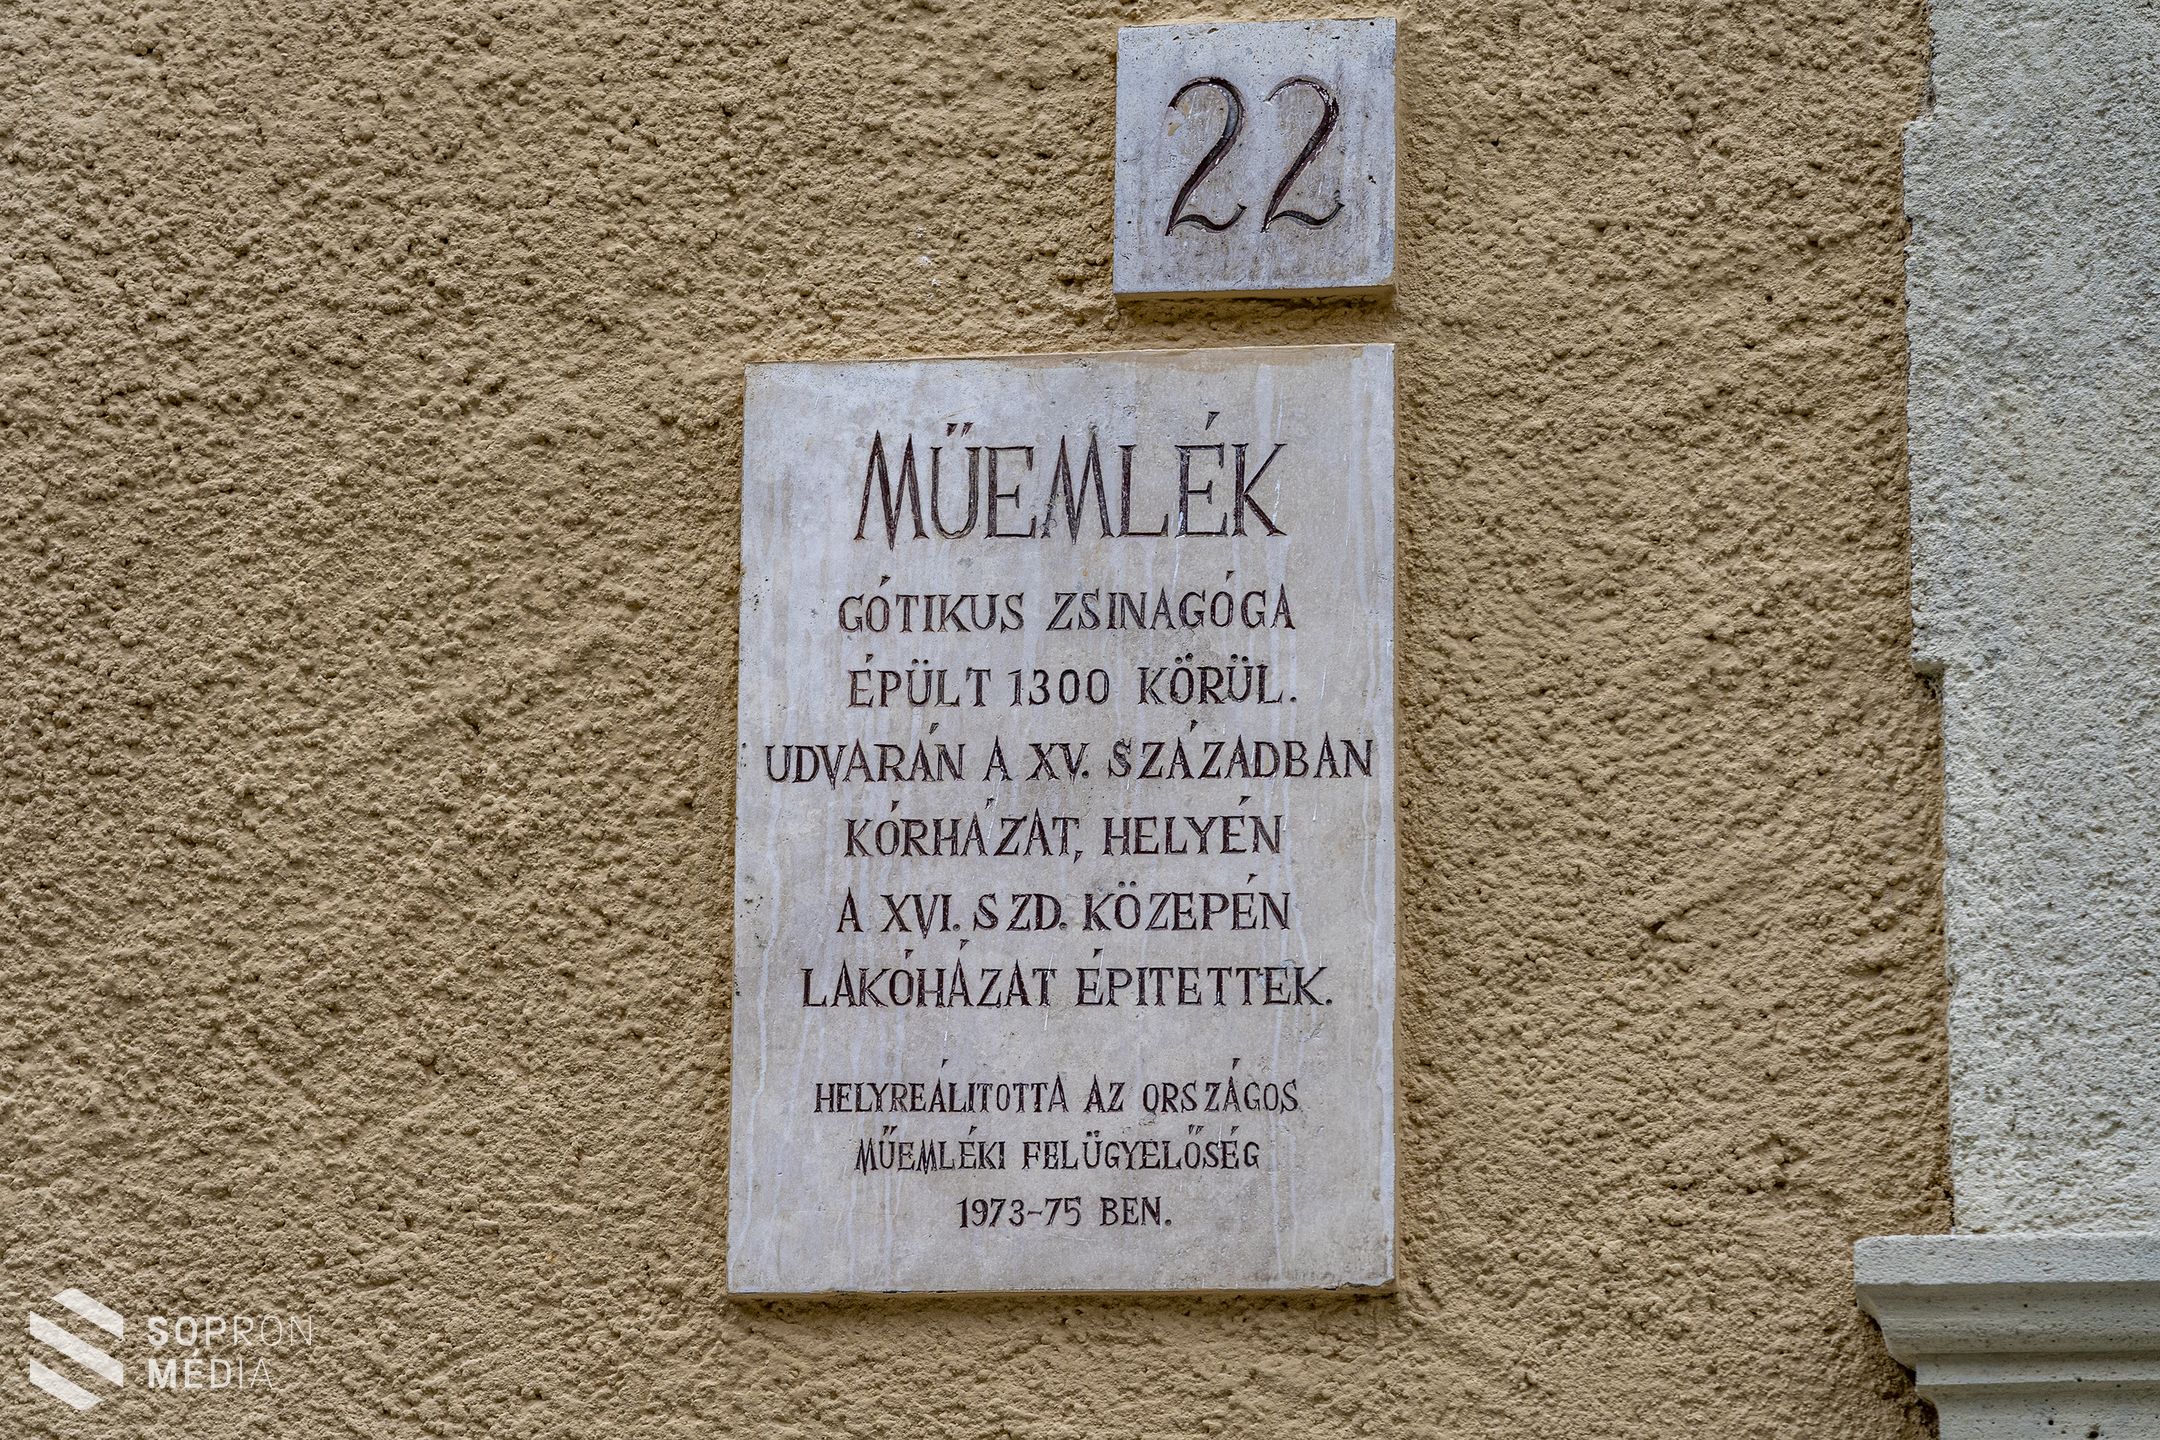 22
MŰEMLÉK
GÓTIKUS ZSINAGÓGA
ÉPÜLT 1300 KÖRÜL.
UDVARÁN A XV. SZÁZADBAN
KÓRHÁZAT, HELYÉN
A XVI. SZD. KÖZEPÉN
LAKÓHÁZAT ÉPITETTEK.
HELYREÁLITOTTA AZ ORSZÁGOS
MŰEMLÉKI FELÜGYELŐSÉG
1973-75 BEN.
SOPRON
MÉDIA